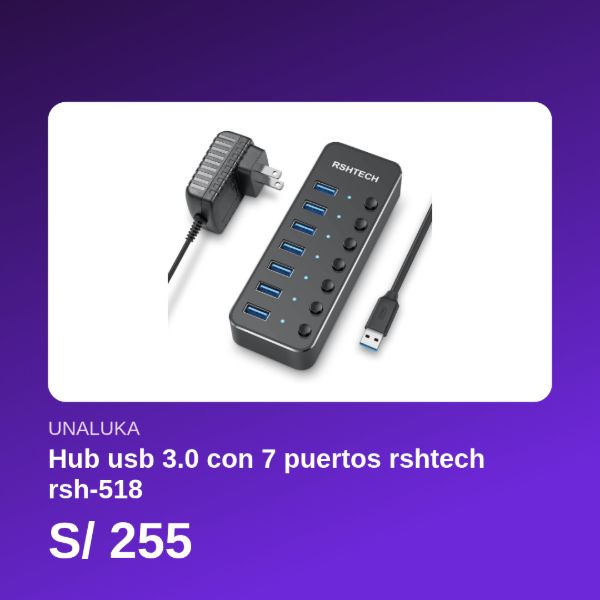 RSHTECH
UNALUKA
Hub usb 3.0 con 7 puertos rshtech
rsh-518
S/ 255